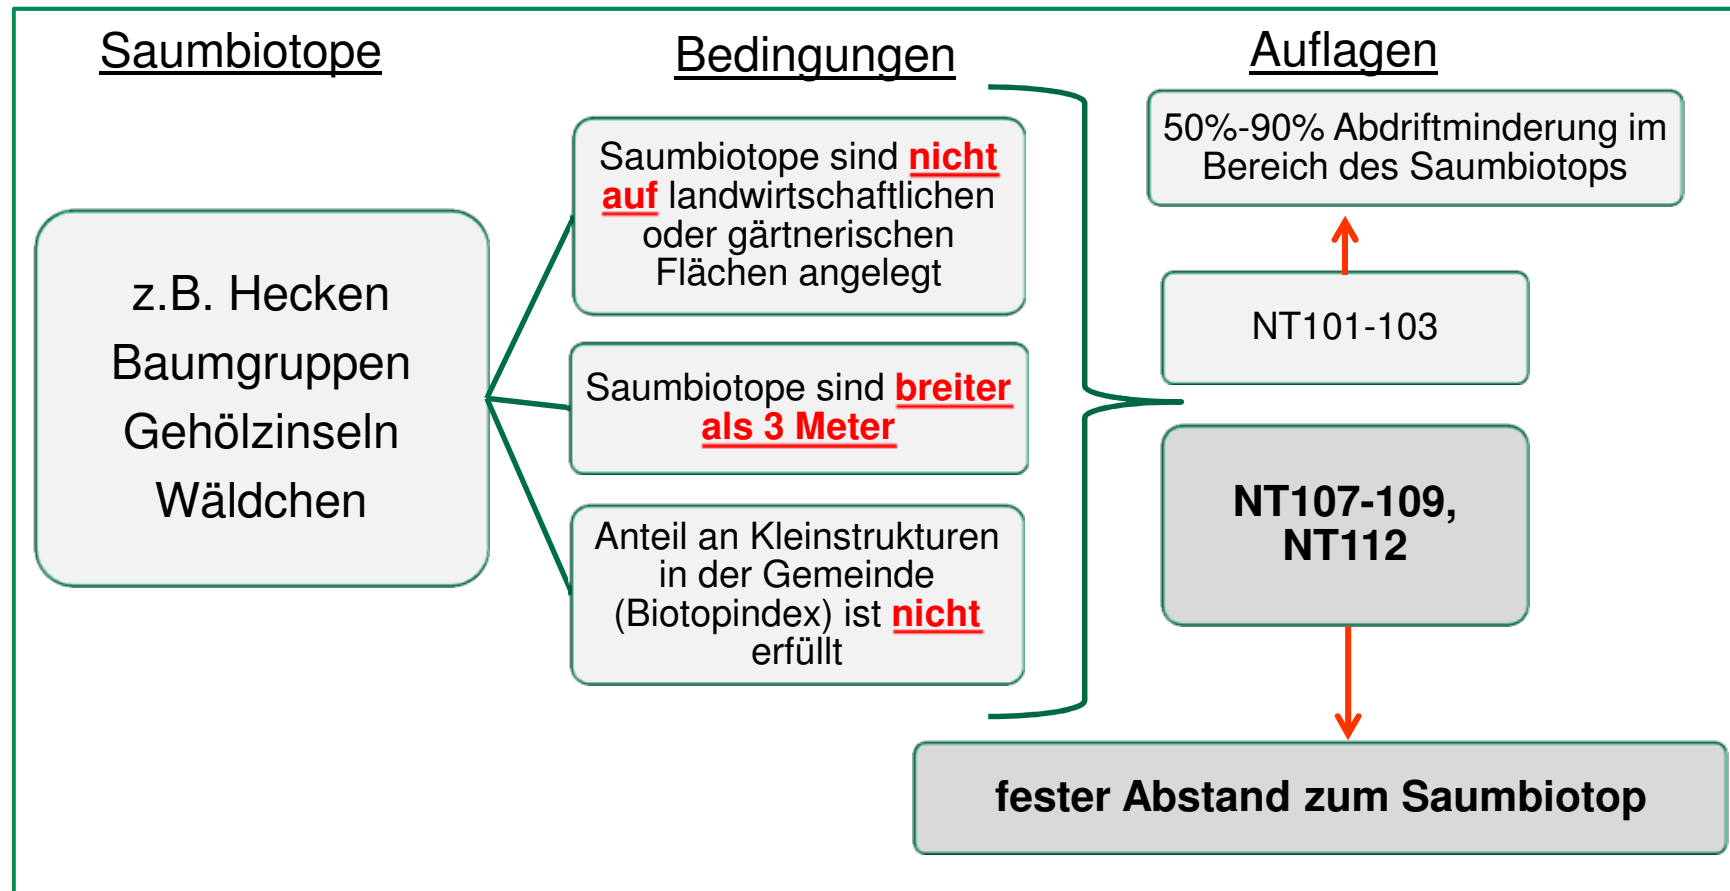 Saumbiotope
Bedingungen
Auflagen
z.B. Hecken
Baumgruppen
Gehölzinseln
Wäldchen
Saumbiotope sind nicht
auf landwirtschaftlichen
oder gärtnerischen
Flächen angelegt
Saumbiotope sind breiter
als 3 Meter
Anteil an Kleinstrukturen
in der Gemeinde
(Biotopindex) ist nicht
erfüllt
50%-90% Abdriftminderung im
Bereich des Saumbiotops
NT101-103
NT107-109,
NT112
fester Abstand zum Saumbiotop